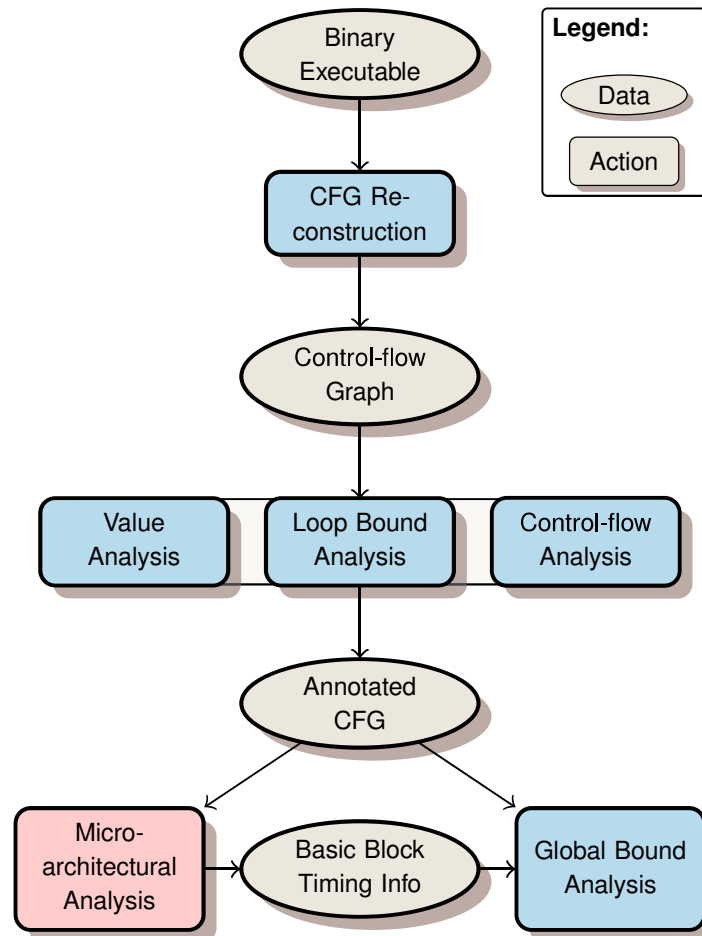 Binary
Executable
Legend:
Data
Action
CFG Re-
construction
Control-flow
Graph
Value
Analysis
Loop Bound
Analysis
Control-flow
Analysis
Annotated
CFG
Micro-
architectural
Analysis
Basic Block
Timing Info
Global Bound
Analysis